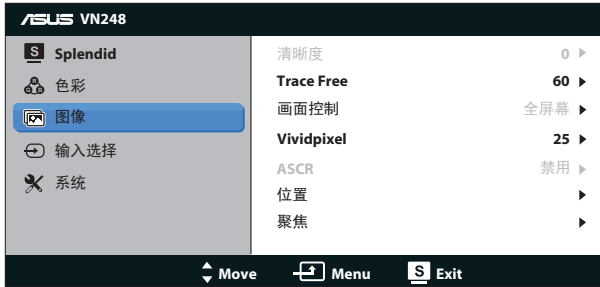 ASUS VN248
S Splendid
色彩
图像
输入选择
系统
清晰度 0
Trace Free 60
画面控制 全屏幕
Vividpixel 25
ASCR 禁用
位置
聚焦
Move Menu S Exit